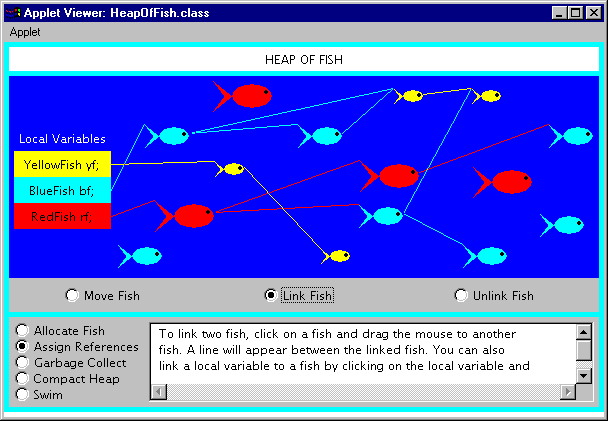 Applet Viewer: HeapOfFish.class
Applet
HEAP OF FISH
Local Variables
YellowFish yf;
BlueFish bf;
RedFish rf;
Move Fish
Link Fish
Unlink Fish
Allocate Fish
Assign References
Garbage Collect
Compact Heap
Swim
To link two fish, click on a fish and drag the mouse to another
fish. A line will appear between the linked fish. You can also
link a local variable to a fish by clicking on the local variable and